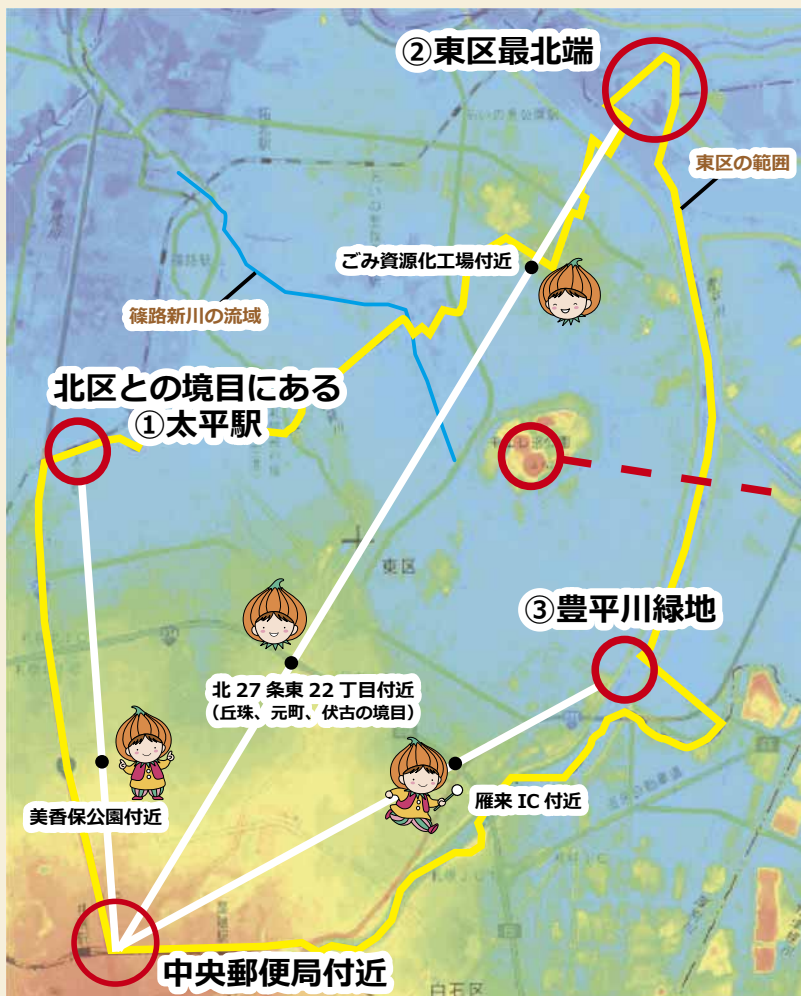 ②東区最北端
東区の範囲
ごみ資源化工場付近
篠路新川の流域
北区との境目にある
①太平駅
東区
③豊平川緑地
北 27 条東 22 丁目付近
(丘珠、元町、伏古の境目)
雁来 IC 付近
美香保公園付近
中央郵便局付近
白石区